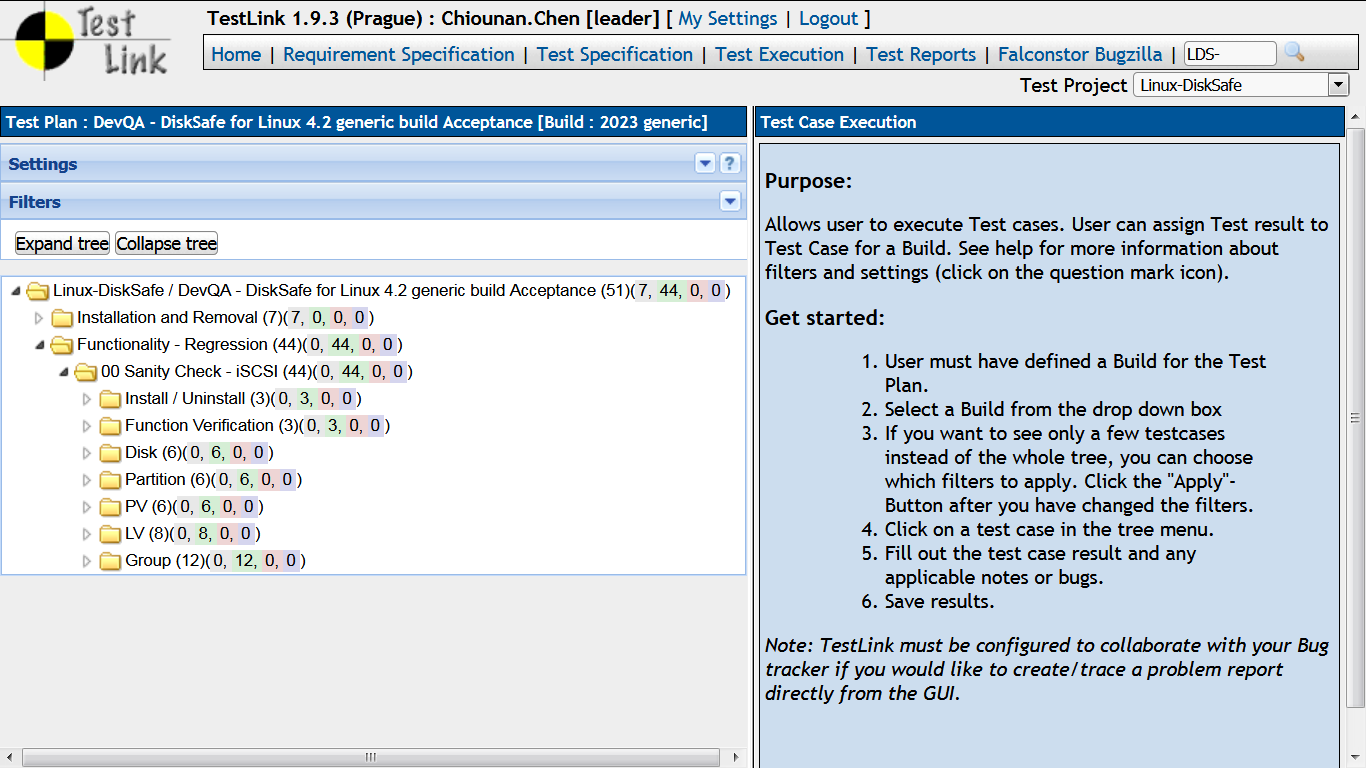 Test
Link
TestLink 1.9.3 (Prague) : Chiounan.Chen [leader] [ My Settings | Logout ]
Home | Requirement Specification | Test Specification | Test Execution | Test Reports | Falconstor Bugzilla | LDS-
Test Project Linux-DiskSafe
Test Plan : DevQA - DiskSafe for Linux 4.2 generic build Acceptance [Build : 2023 generic]
Settings
?
Filters
Expand tree Collapse tree
Linux-DiskSafe / DevQA - DiskSafe for Linux 4.2 generic build Acceptance (51)(7, 44, 0, 0)
Installation and Removal (7)(7, 0, 0, 0)
Functionality - Regression (44)(0, 44, 0, 0)
00 Sanity Check - iSCSI (44)(0, 44, 0, 0)
Install / Uninstall (3)(0, 3, 0, 0)
Function Verification (3)(0, 3, 0, 0)
Disk (6)(0, 6, 0, 0)
Partition (6)(0, 6, 0, 0)
PV (6)(0, 6, 0, 0)
LV (8)(0, 8, 0, 0)
Group (12)(0, 12, 0, 0)
Test Case Execution
Purpose:
Allows user to execute Test cases. User can assign Test result to
Test Case for a Build. See help for more information about
filters and settings (click on the question mark icon).
Get started:
1. User must have defined a Build for the Test
Plan.
2. Select a Build from the drop down box
3. If you want to see only a few testcases
instead of the whole tree, you can choose
which filters to apply. Click the "Apply"-
Button after you have changed the filters.
4. Click on a test case in the tree menu.
5. Fill out the test case result and any
applicable notes or bugs.
6. Save results.
Note: TestLink must be configured to collaborate with your Bug
tracker if you would like to create/trace a problem report
directly from the GUI.